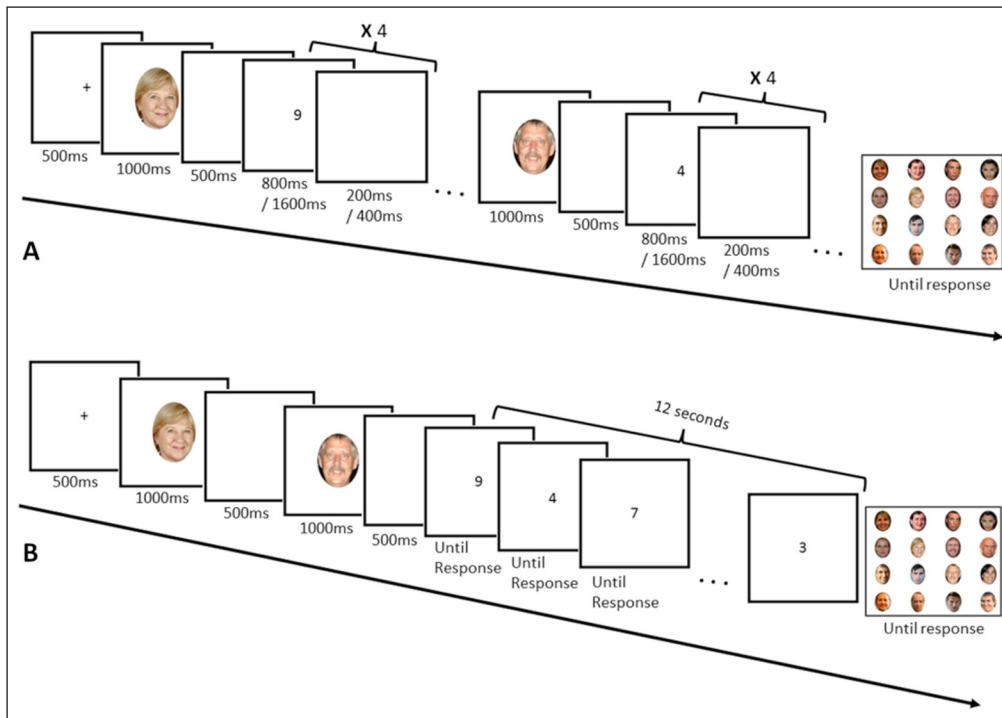 X 4
+
9
500ms
1000ms
500ms
800ms
/ 1600ms
200ms
/ 400ms
...
X 4
4
1000ms
500ms
800ms
/ 1600ms
200ms
/ 400ms
...
Until response
A
12 seconds
+
9
4
7
3
500ms
1000ms
500ms
1000ms
500ms
Until
Response
Until
Response
Until
Response
...
Until response
B